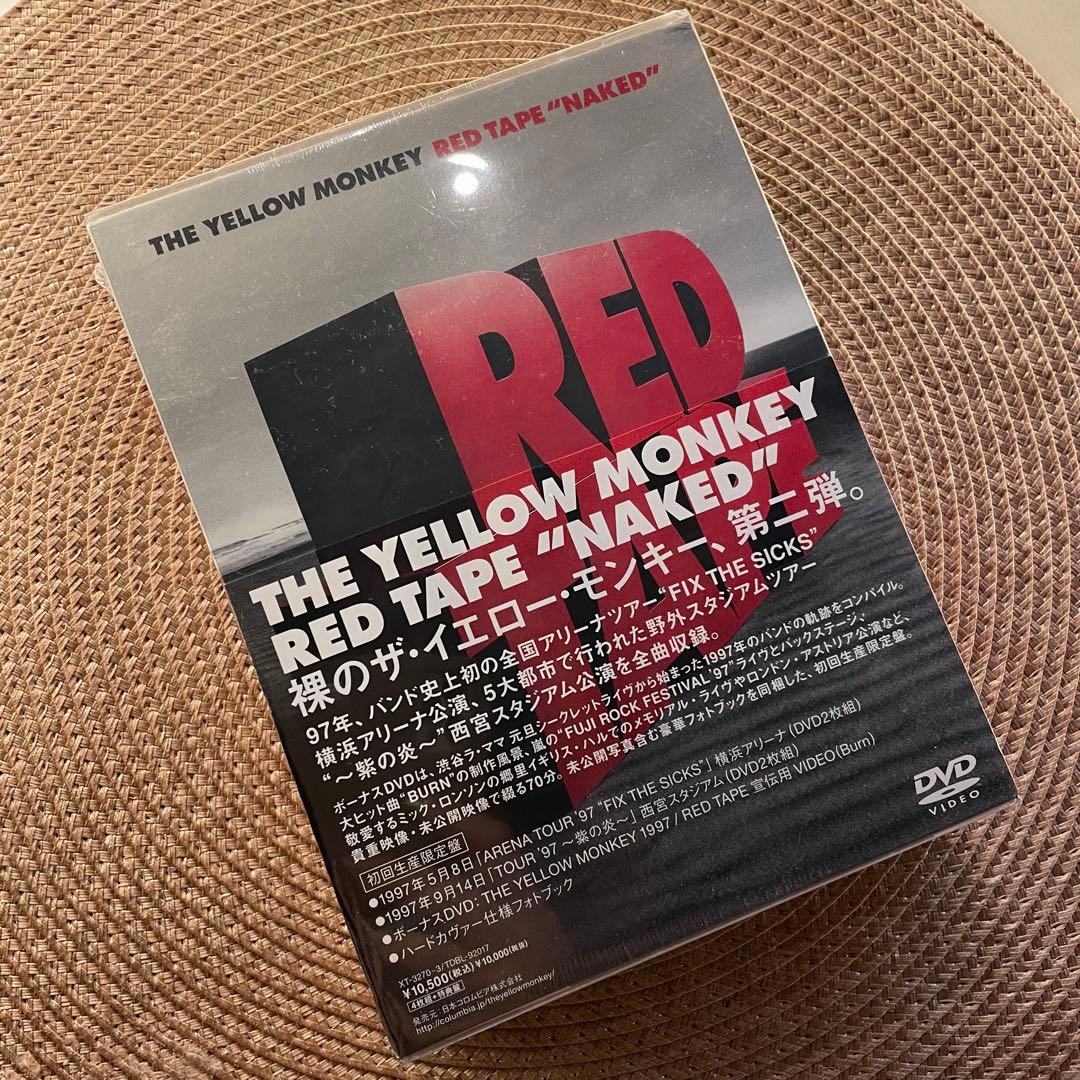 THE YELLOW MONKEY RED TAPE "NAKED"
RED
THE YELLOW MONKEY
RED TAPE "NAKED"
裸のザ・イエロー・モンキー、第二弾。
97年、バンド史上初の全国アリーナツアー"FIX THE SICKS"
横浜アリーナ公演、5大都市で行われた野外スタジアムツアー
"〜紫の炎〜"西宮スタジアム公演を全曲収録。
ボーナスDVDは、渋谷ラ・ママ 元旦シークレットライヴから始まった1997年のバンドの軌跡をコンパイル。
大ヒット曲"BURN"の制作風景、嵐の"FUJI ROCK FESTIVAL '97"ライヴとバックステージ、
敬愛するミック・ロンソンの郷里イギリス・ハルでのメモリアル・ライヴやロンドン・アストリア公演など、
貴重映像・未公開映像で綴る70分。未公開写真含む豪華フォトブックを同梱した、初回生産限定盤。
初回生産限定盤
●1997年5月8日「ARENA TOUR '97 "FIX THE SICKS"」横浜アリーナ(DVD2枚組)
●1997年9月14日「TOUR '97 〜紫の炎〜」西宮スタジアム(DVD2枚組)
●ボーナスDVD: THE YELLOW MONKEY 1997 / RED TAPE 宣伝用 VIDEO(Burn)
●ハードカヴァー仕様フォトブック
XT-3270-3/TDBL-92017
¥10,500(税込)¥10,000(税抜)
4枚組+特典盤
発売元:日本コロムビア株式会社
http://columbia.jp/theyellowmonkey/
DVD
VIDEO